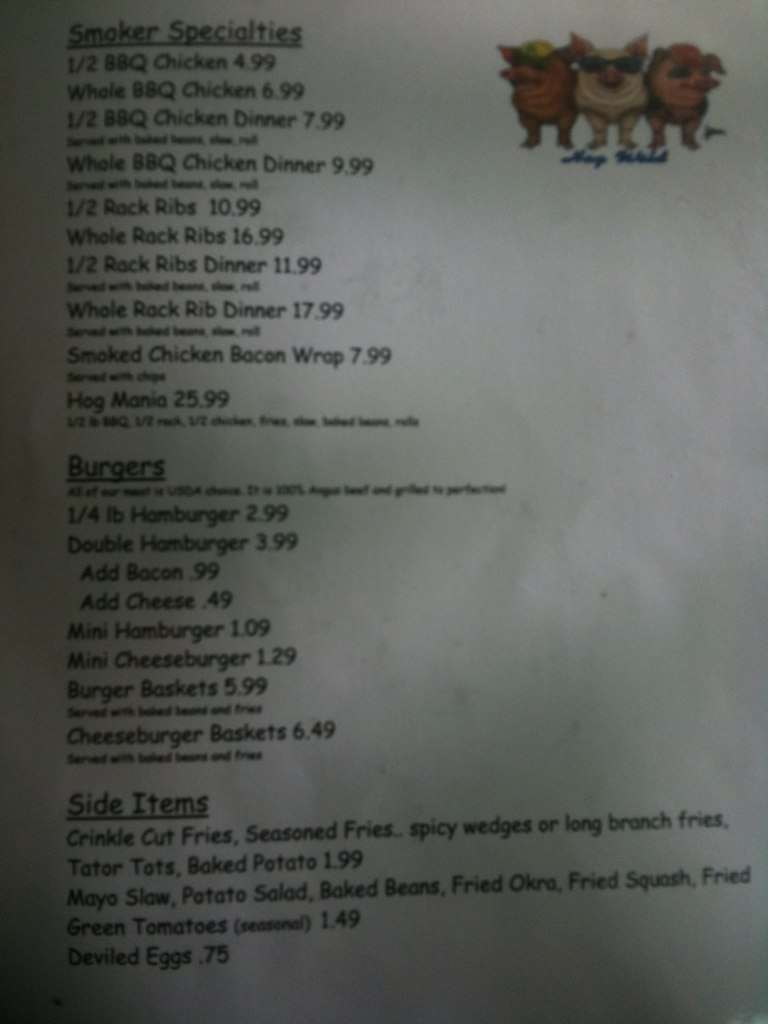 Smoker Specialties
1/2 BBQ Chicken 4.99
Whole BBQ Chicken 6.99
1/2 BBQ Chicken Dinner 7.99
Served with baked beans, slaw, roll
Whole BBQ Chicken Dinner 9.99
Served with baked beans, slaw, roll
1/2 Rack Ribs 10.99
Whole Rack Ribs 16.99
1/2 Rack Ribs Dinner 11.99
Served with baked beans, slaw, roll
Whole Rack Rib Dinner 17.99
Served with baked beans, slaw, roll
Smoked Chicken Bacon Wrap 7.99
Served with chips
Hog Mania 25.99
1/2 lb BBQ, 1/2 rack, 1/2 chicken, fries, slaw, baked beans, rolls
Burgers
All of our meat is USDA choice. It is 100% Angus beef and grilled to perfection!
1/4 lb Hamburger 2.99
Double Hamburger 3.99
Add Bacon .99
Add Cheese .49
Mini Hamburger 1.09
Mini Cheeseburger 1.29
Burger Baskets 5.99
Served with baked beans and fries
Cheeseburger Baskets 6.49
Served with baked beans and fries
Side Items
Crinkle Cut Fries, Seasoned Fries.. spicy wedges or long branch fries,
Tator Tots, Baked Potato 1.99
Mayo Slaw, Potato Salad, Baked Beans, Fried Okra, Fried Squash, Fried
Green Tomatoes (seasonal) 1.49
Deviled Eggs .75
Hog Wild